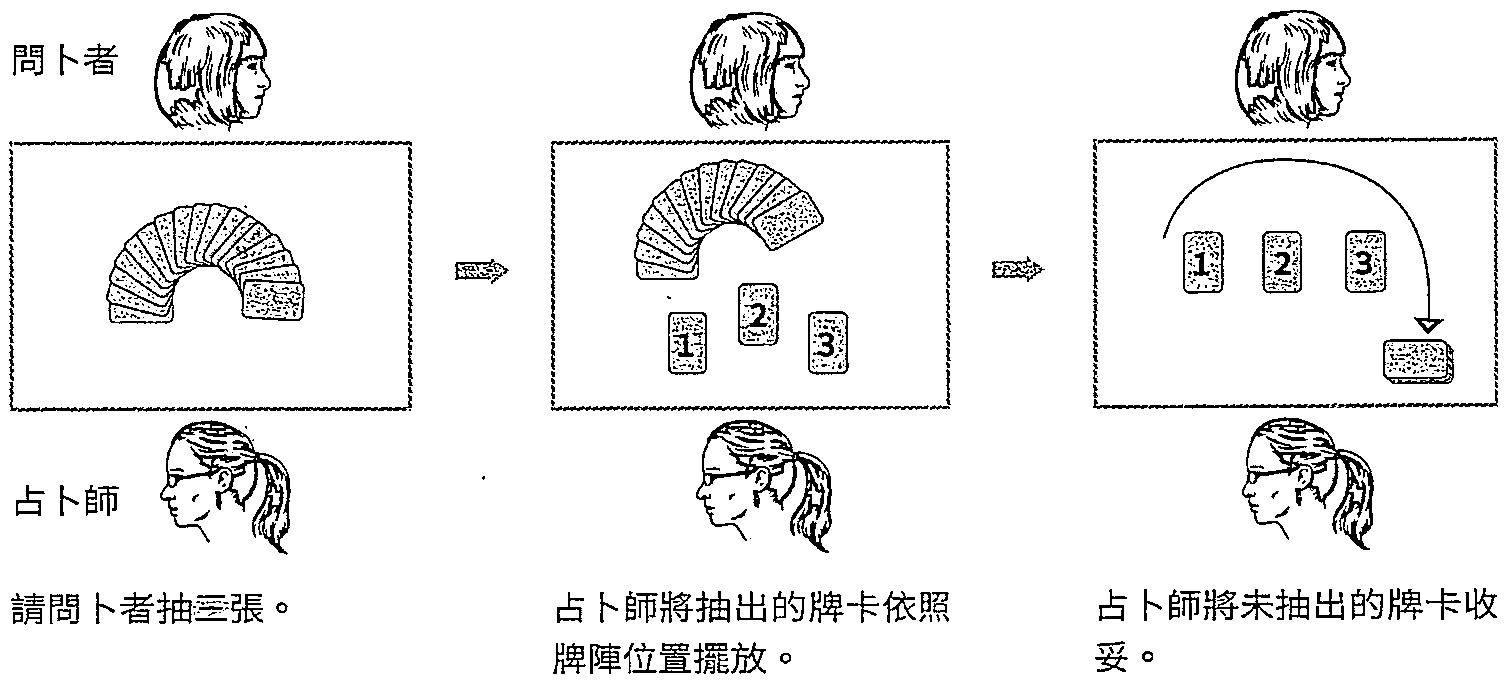 問卜者
1 2 3
1 2 3
占卜師
請問卜者抽三張。
占卜師將抽出的牌卡依照
牌陣位置擺放。
占卜師將未抽出的牌卡收
妥。